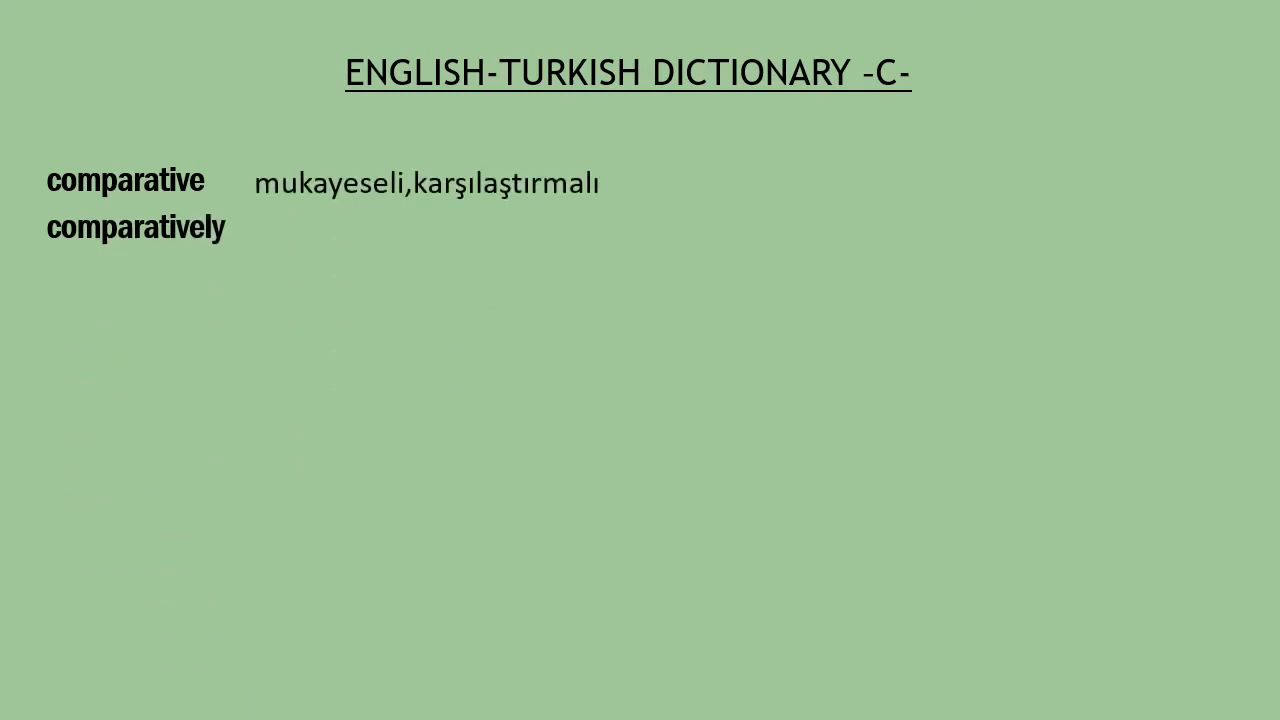 ENGLISH-TURKISH DICTIONARY –C-
comparative mukayeseli,karşılaştırmalı
comparatively